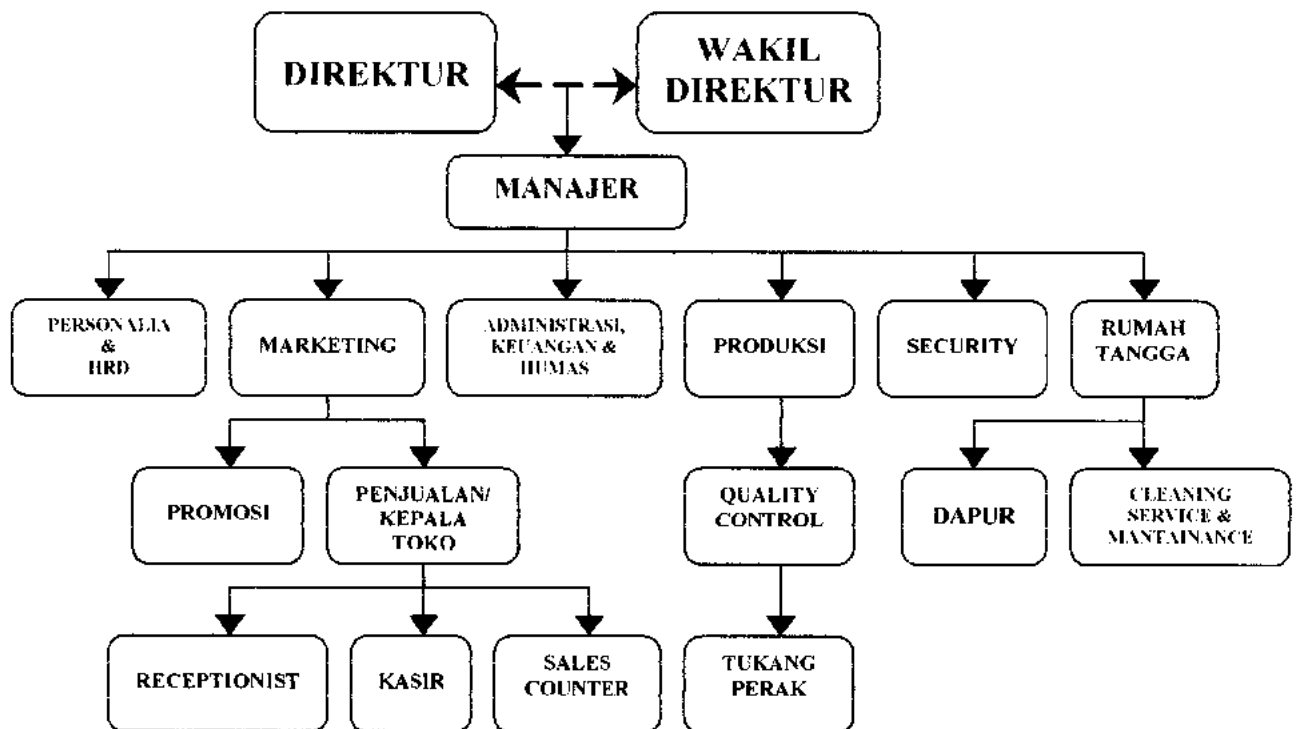 DIREKTUR
WAKIL
DIREKTUR
MANAJER
PERSONALIA
&
HRD
MARKETING
ADMINISTRASI,
KEUANGAN &
HUMAS
PRODUKSI
SECURITY
RUMAH
TANGGA
PROMOSI
PENJUALAN/
KEPALA
TOKO
QUALITY
CONTROL
DAPUR
CLEANING
SERVICE &
MANTAINANCE
RECEPTIONIST
KASIR
SALES
COUNTER
TUKANG
PERAK